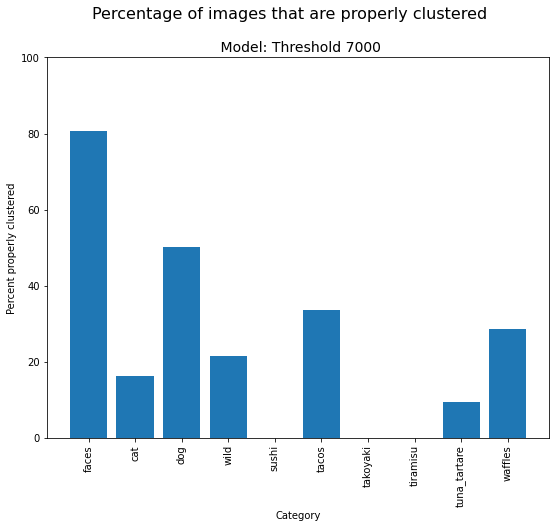 Percentage of images that are properly clustered
Model: Threshold 7000
100
80
60
40
20
0
Percent properly clustered
faces
cat
dog
wild
sushi
tacos
takoyaki
tiramisu
tuna_tartare
waffles
Category